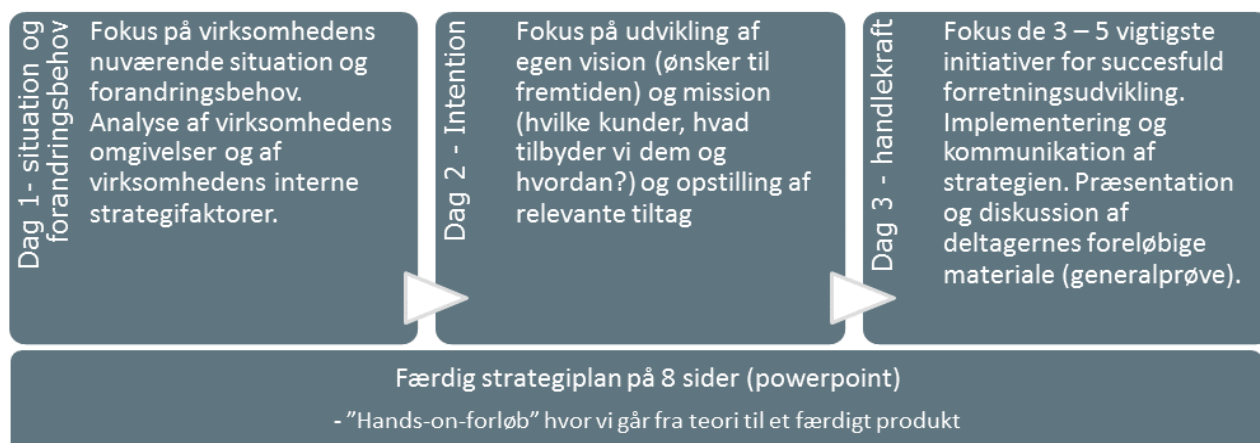 Dag 1 - situation og
forandringsbehov
Fokus på virksomhedens
nuværende situation og
forandringsbehov.
Analyse af virksomhedens
omgivelser og af
virksomhedens interne
strategifaktorer.
Dag 2 - Intention
Fokus på udvikling af
egen vision (ønsker til
fremtiden) og mission
(hvilke kunder, hvad
tilbyder vi dem og
hvordan?) og opstilling af
relevante tiltag
Dag 3 - handlekraft
Fokus de 3 – 5 vigtigste
initiativer for succesfuld
forretningsudvikling.
Implementering og
kommunikation af
strategien. Præsentation
og diskussion af
deltagernes foreløbige
materiale (generalprøve).
Færdig strategiplan på 8 sider (powerpoint)
- ”Hands-on-forløb” hvor vi går fra teori til et færdigt produkt